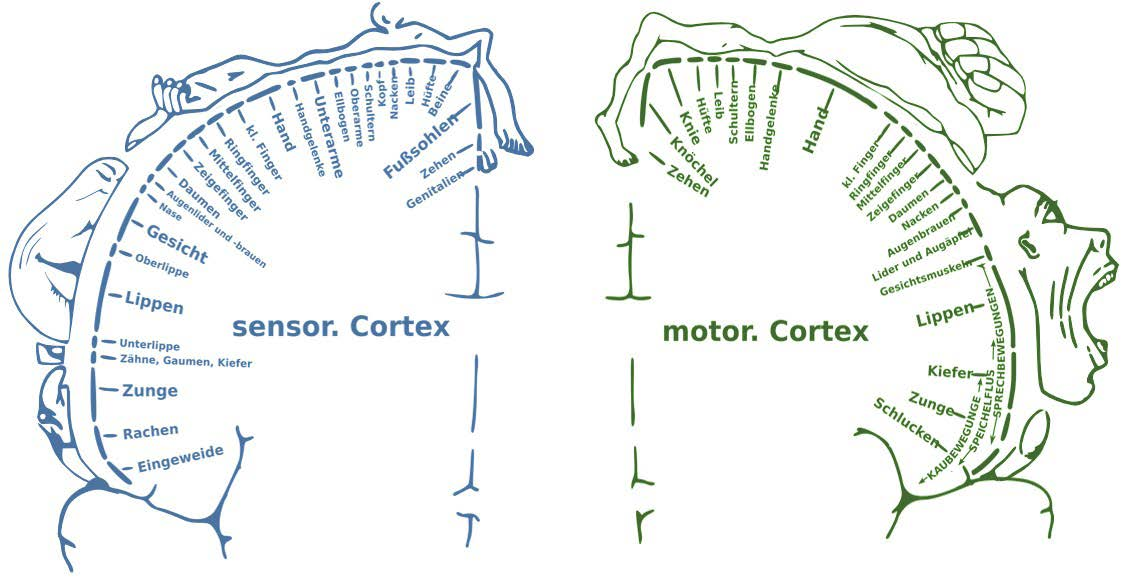 sensor. Cortex
Genitalien
Zehen
Fußsohlen
Beine
Hüfte
Leib
Nacken
Kopf
Schultern
Oberarme
Ellbogen
Unterarme
Handgelenke
Hand
kl. Finger
Ringfinger
Mittelfinger
Zeigefinger
Daumen
Augenlider und -brauen
Nase
Gesicht
Oberlippe
Lippen
Unterlippe
Zähne, Gaumen, Kiefer
Zunge
Rachen
Eingeweide
motor. Cortex
Zehen
Knöchel
Knie
Hüfte
Leib
Schultern
Ellbogen
Handgelenke
Hand
kl. Finger
Ringfinger
Mittelfinger
Zeigefinger
Daumen
Nacken
Augenbrauen
Lider und Augäpfel
Gesichtsmuskeln
Lippen
Kiefer
Zunge
Schlucken
KAUBEWEGUNGE
SPEICHELFLUS
SPRECHBEWEGUNGEN